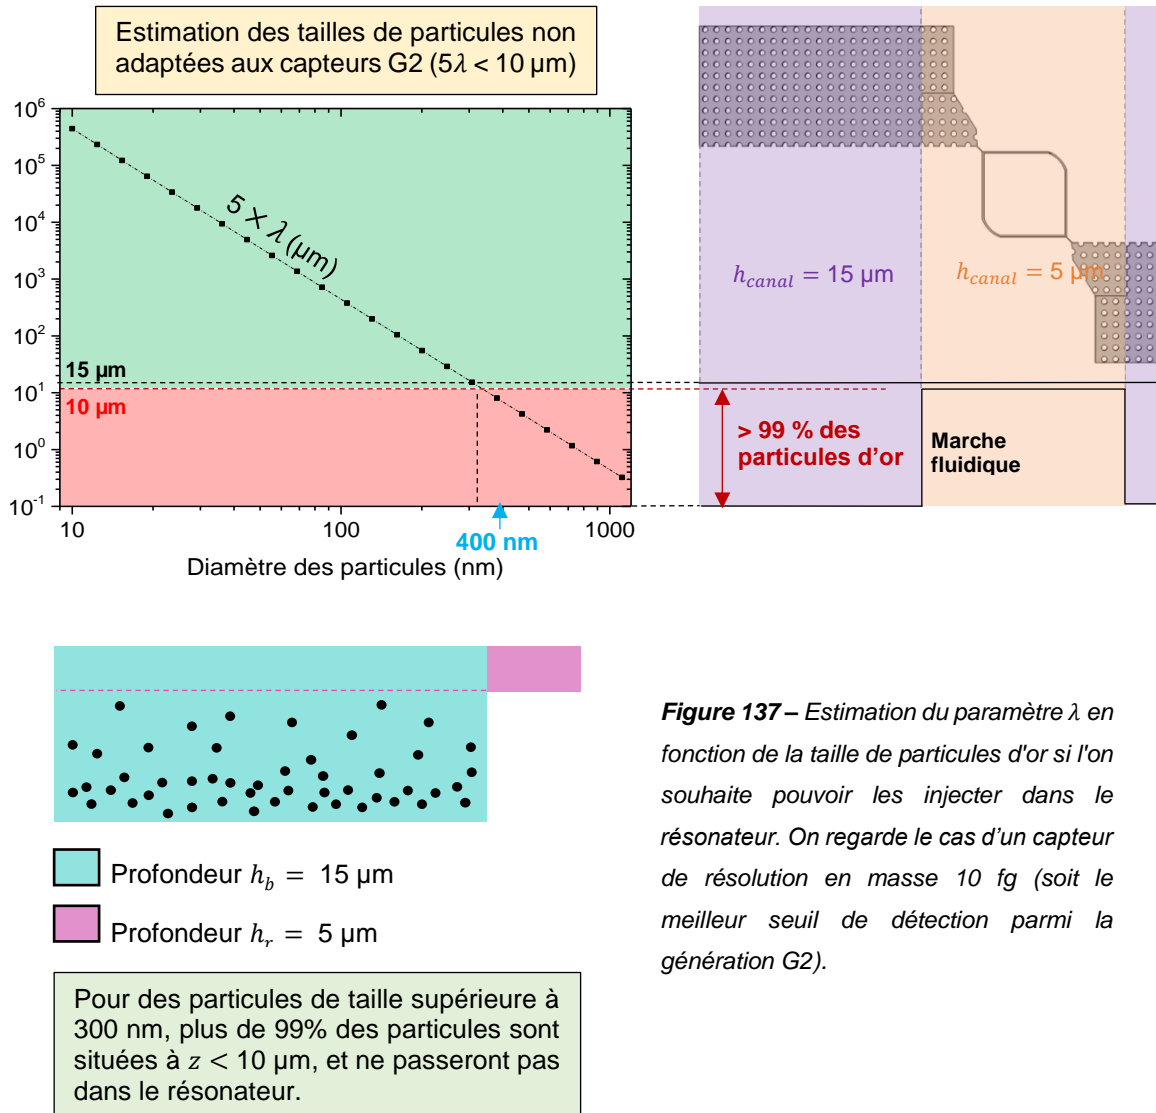 Estimation des tailles de particules non
adaptées aux capteurs G2 (5λ < 10 µm)
10⁶
10⁵
10⁴
10³
10²
10¹
10⁰
10⁻¹
5 X λ (µm)
15 µm
10 µm
10
100
1000
400 nm
Diamètre des particules (nm)
h_canal = 15 µm
h_canal = 5 µm
> 99 % des
particules d'or
Marche
fluidique
Profondeur h_b = 15 µm
Profondeur h_r = 5 µm
Pour des particules de taille supérieure à
300 nm, plus de 99% des particules sont
situées à z < 10 µm, et ne passeront pas
dans le résonateur.
Figure 137 – Estimation du paramètre λ en
fonction de la taille de particules d'or si l'on
souhaite pouvoir les injecter dans le
résonateur. On regarde le cas d'un capteur
de résolution en masse 10 fg (soit le
meilleur seuil de détection parmi la
génération G2).